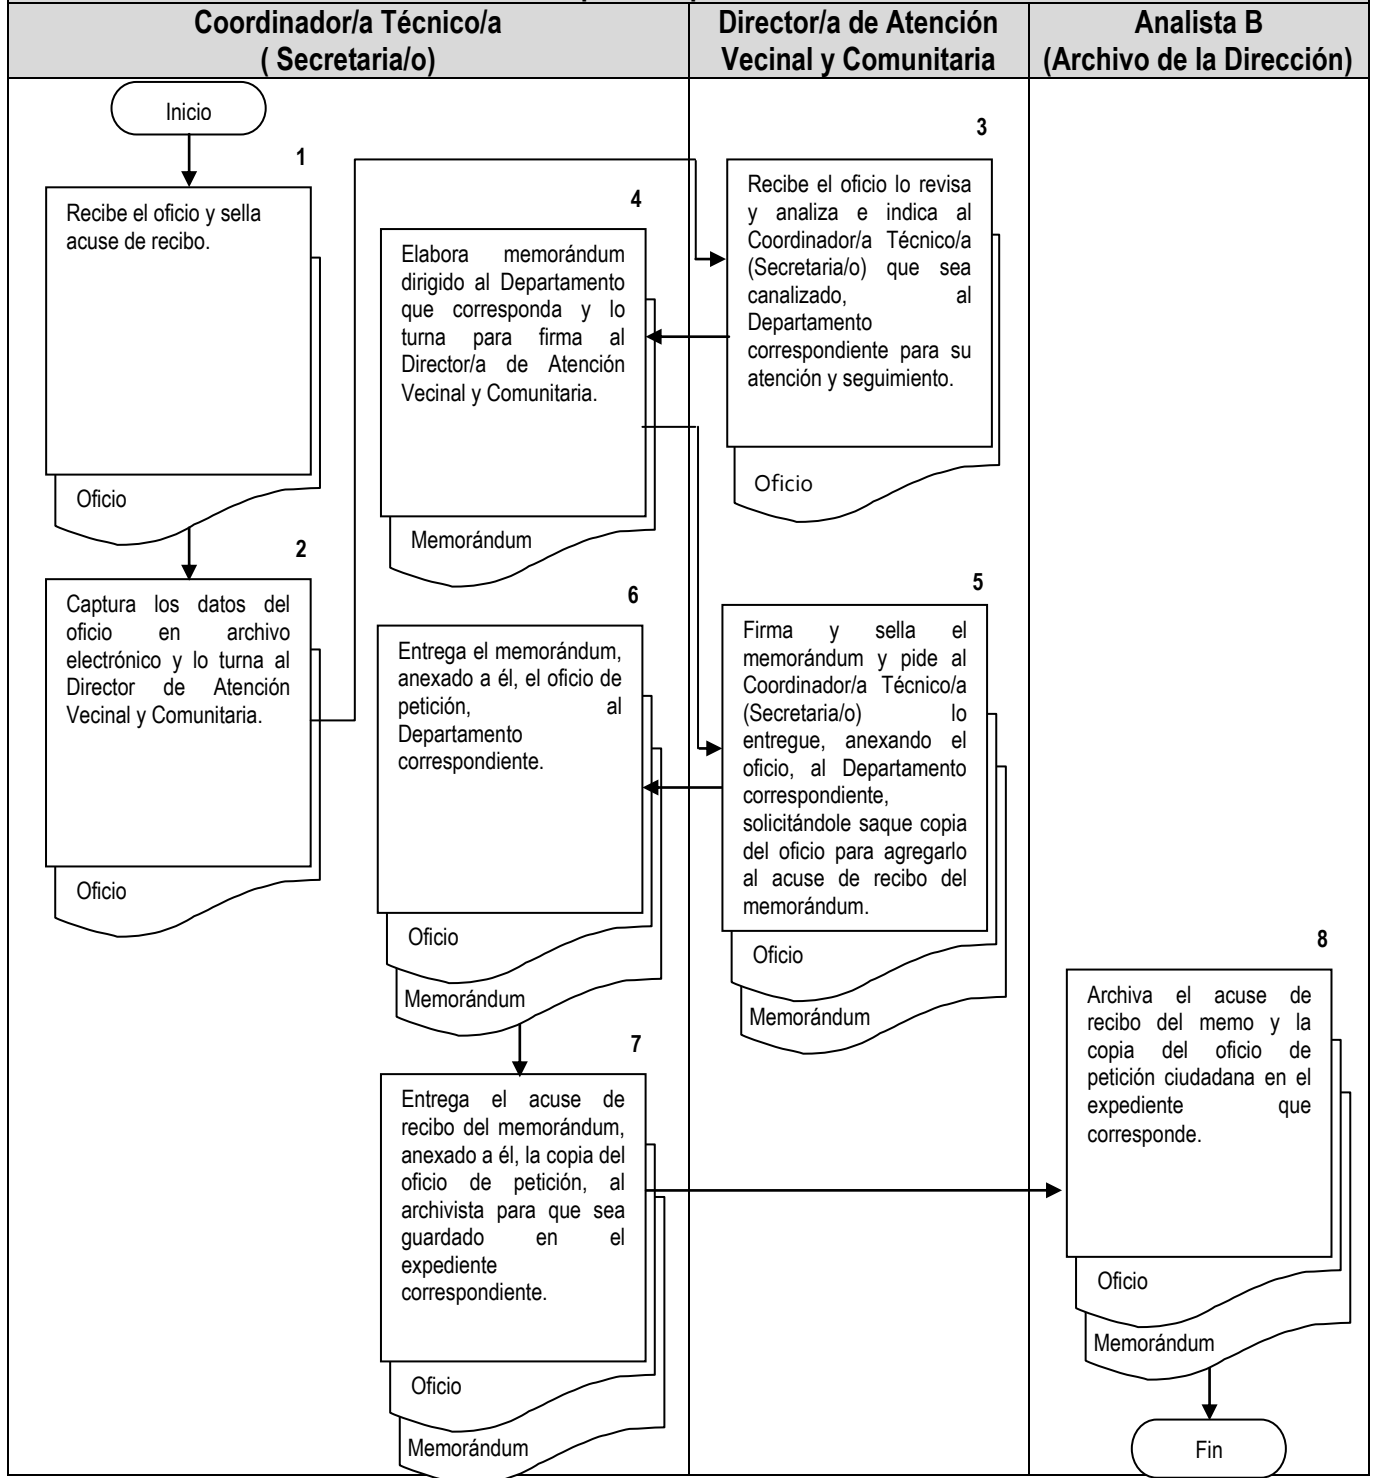 Coordinador/a Técnico/a
( Secretaria/o)
Director/a de Atención
Vecinal y Comunitaria
Analista B
(Archivo de la Dirección)
Inicio
1
Recibe el oficio y sella
acuse de recibo.
Oficio
2
Captura los datos del
oficio en archivo
electrónico y lo turna al
Director de Atención
Vecinal y Comunitaria.
Oficio
3
Recibe el oficio lo revisa
y analiza e indica al
Coordinador/a Técnico/a
(Secretaria/o) que sea
canalizado, al
Departamento
correspondiente para su
atención y seguimiento.
Oficio
4
Elabora memorándum
dirigido al Departamento
que corresponda y lo
turna para firma al
Director/a de Atención
Vecinal y Comunitaria.
Memorándum
5
Firma y sella el
memorándum y pide al
Coordinador/a Técnico/a
(Secretaria/o) lo
entregue, anexando el
oficio, al Departamento
correspondiente,
solicitándole saque copia
del oficio para agregarlo
al acuse de recibo del
memorándum.
Oficio
Memorándum
6
Entrega el memorándum,
anexado a él, el oficio de
petición, al
Departamento
correspondiente.
Oficio
Memorándum
7
Entrega el acuse de
recibo del memorándum,
anexado a él, la copia del
oficio de petición, al
archivista para que sea
guardado en el
expediente
correspondiente.
Oficio
Memorándum
8
Archiva el acuse de
recibo del memo y la
copia del oficio de
petición ciudadana en el
expediente que
corresponde.
Oficio
Memorándum
Fin